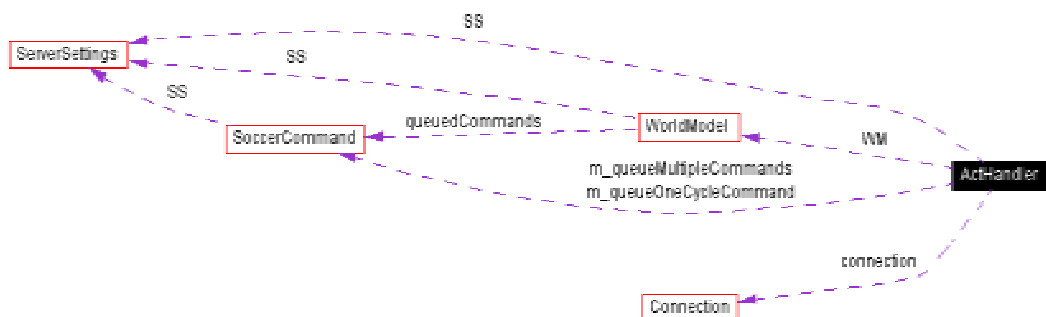 SS
ServerSettings
SS
SS
queuedCommands
WorldModel
SoccerCommand
WM
m_queueMultipleCommands
ActHandler
m_queueOneCycleCommand
connection
Connection